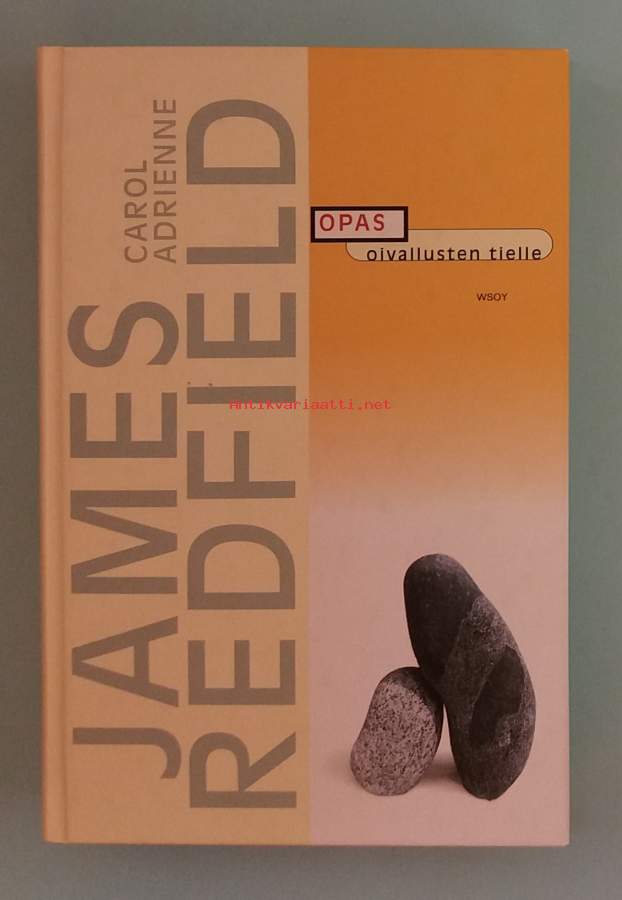 CAROL
ADRIENNE
JAMES
REDFIELD
OPAS
oivallusten tielle
WSOY
Antikvariaatti.net